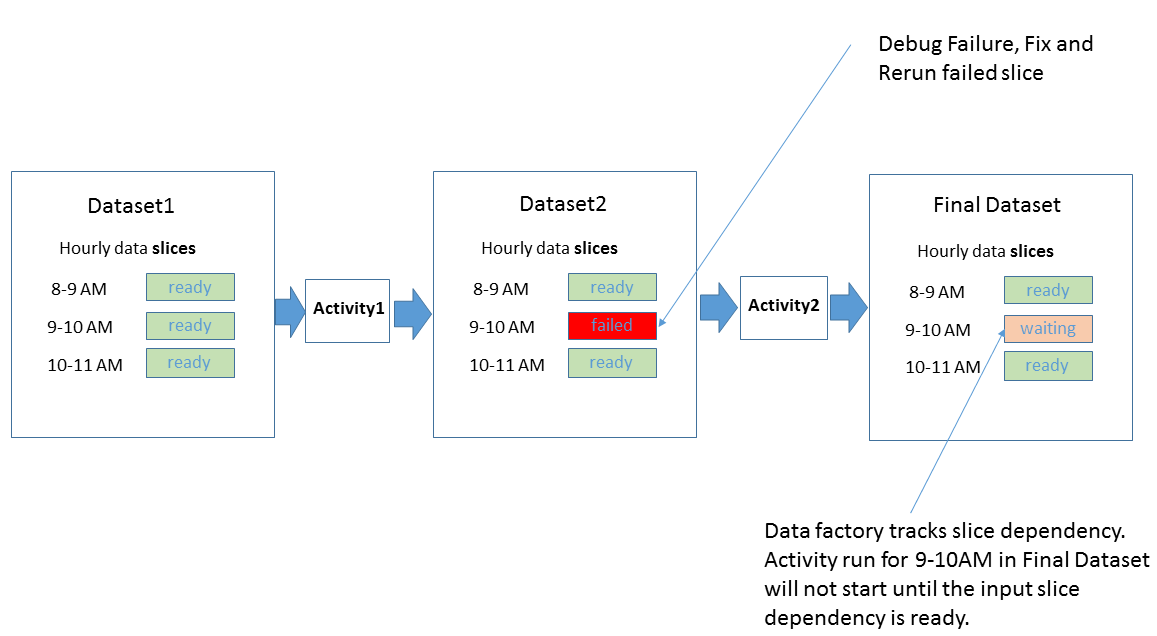 Debug Failure, Fix and
Rerun failed slice
Dataset1
Hourly data slices
8-9 AM ready
9-10 AM ready
10-11 AM ready
Activity1
Dataset2
Hourly data slices
8-9 AM ready
9-10 AM failed
10-11 AM ready
Activity2
Final Dataset
Hourly data slices
8-9 AM ready
9-10 AM waiting
10-11 AM ready
Data factory tracks slice dependency.
Activity run for 9-10AM in Final Dataset
will not start until the input slice
dependency is ready.